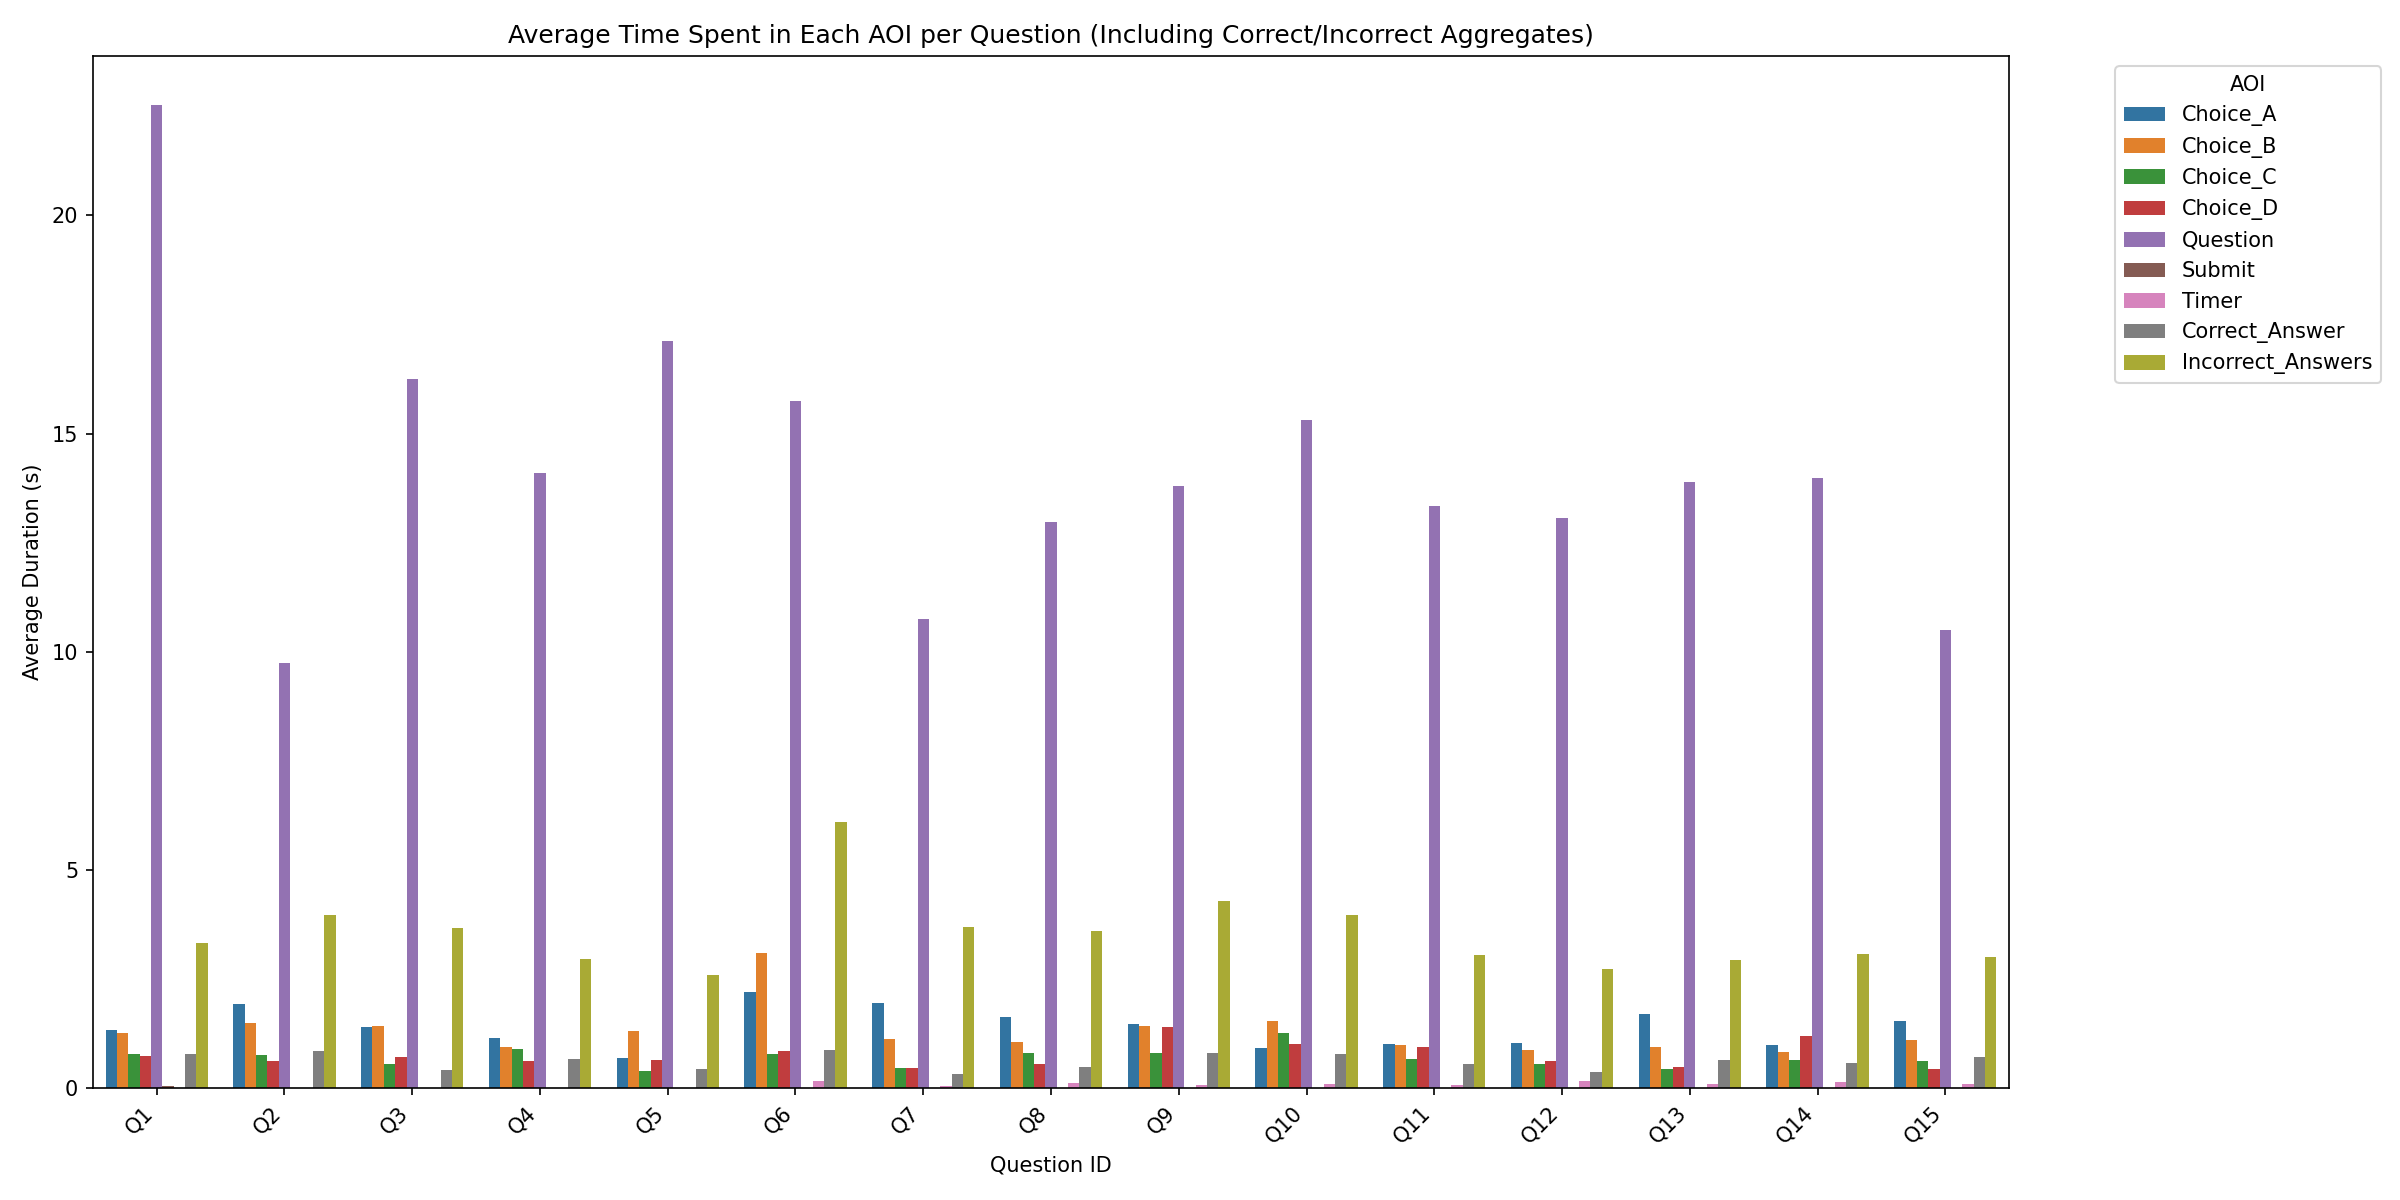 Average Time Spent in Each AOI per Question (Including Correct/Incorrect Aggregates)
AOI
Choice_A
Choice_B
Choice_C
Choice_D
Question
Submit
Timer
Correct_Answer
Incorrect_Answers
Average Duration (s)
20
15
10
5
0
Q1
Q2
Q3
Q4
Q5
Q6
Q7
Q8
Q9
Q10
Q11
Q12
Q13
Q14
Q15
Question ID